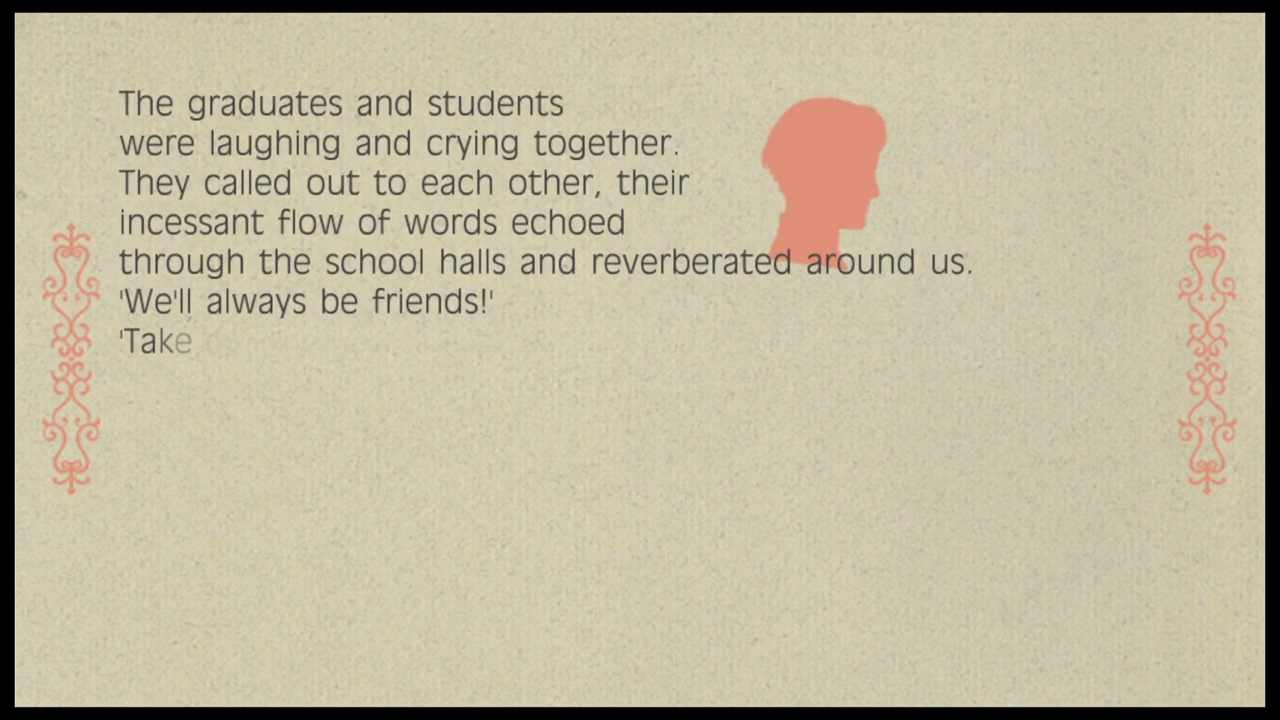 The graduates and students
were laughing and crying together.
They called out to each other, their
incessant flow of words echoed
through the school halls and reverberated around us.
'We'll always be friends!'
'Take